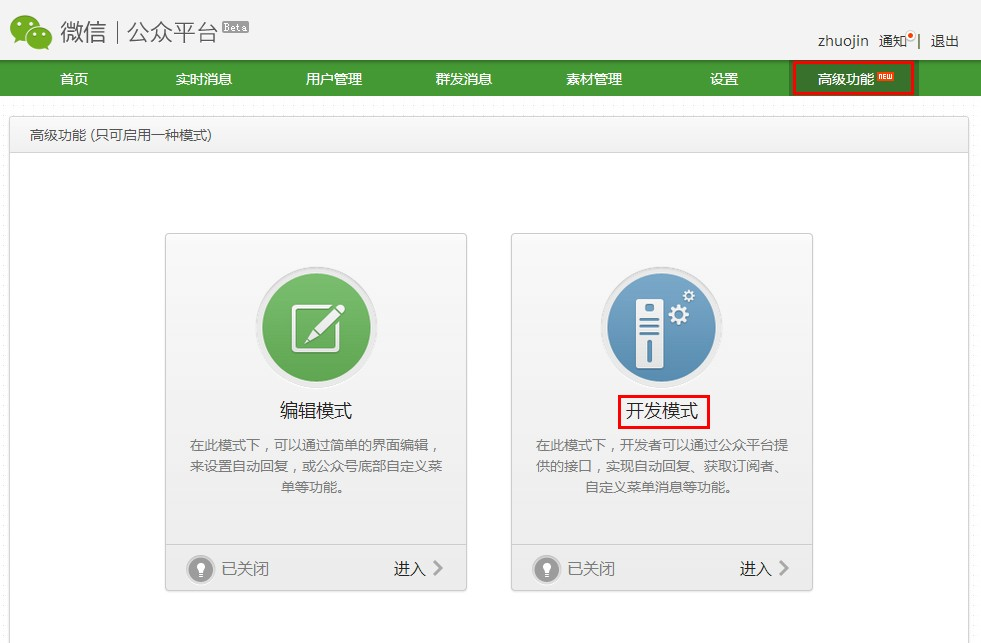 微信 | 公众平台 Beta
zhuojin 通知 | 退出
首页 实时消息 用户管理 群发消息 素材管理 设置 高级功能 NEW
高级功能 (只可启用一种模式)
编辑模式
在此模式下，可以通过简单的界面编辑，
来设置自动回复，或公众号底部自定义菜
单等功能。
已关闭 进入
开发模式
在此模式下，开发者可以通过公众平台提
供的接口，实现自动回复、获取订阅者、
自定义菜单消息等功能。
已关闭 进入